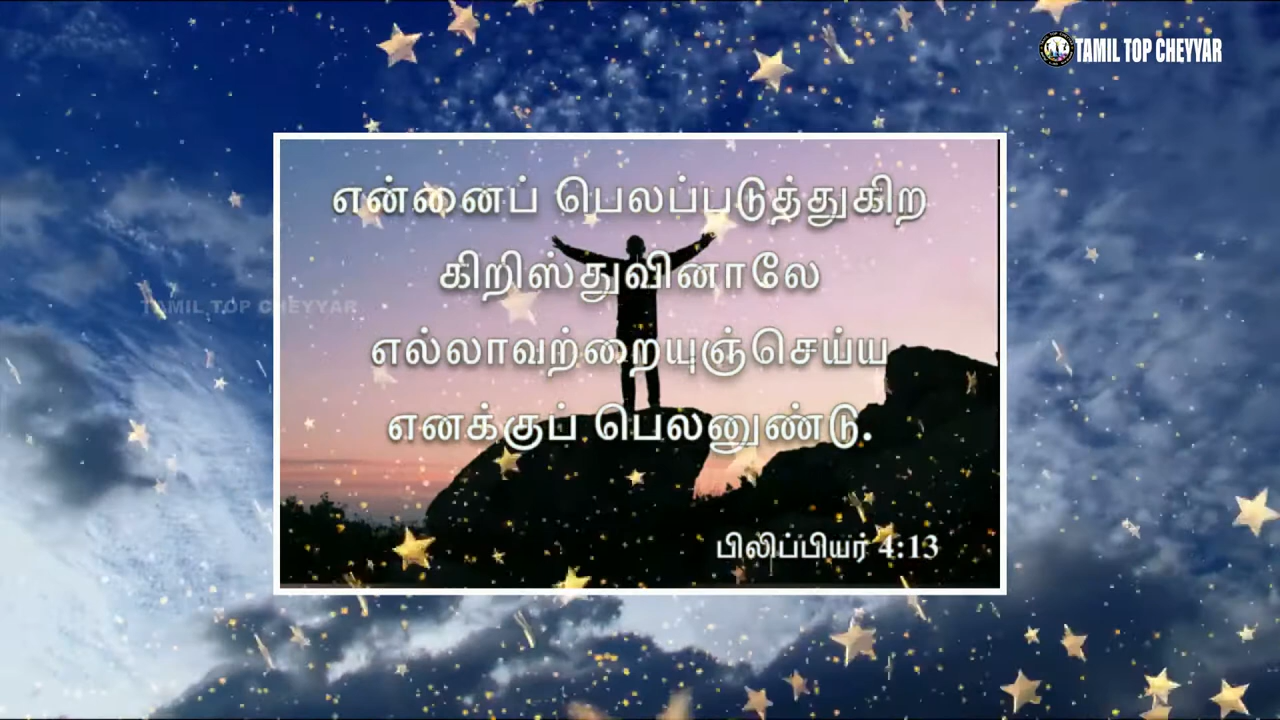 TAMIL TOP CHEYYAR
என்னைப் பெலப்படுத்துகிற
கிறிஸ்துவினாலே
TAMIL TOP CHEYYAR
எல்லாவற்றையுஞ்செய்ய
எனக்குப் பெலனுண்டு.
பிலிப்பியர் 4:13